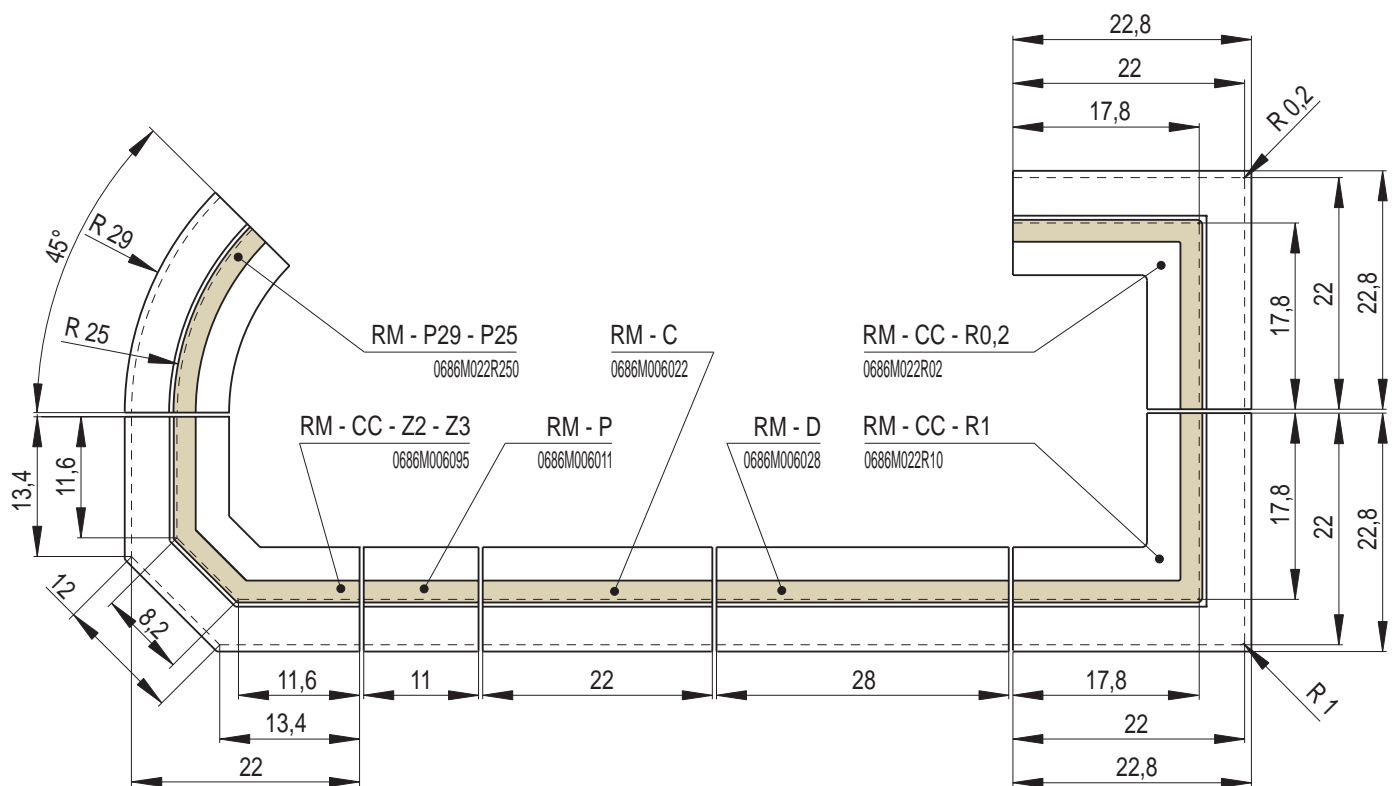 22,8
22
17,8
R 0,2
45°
R 29
R 25
RM - P29 - P25
0686M022R250
RM - C
0686M006022
RM - CC - R0,2
0686M022R02
17,8
22
22,8
RM - CC - Z2 - Z3
0686M006095
RM - P
0686M006011
RM - D
0686M006028
RM - CC - R1
0686M022R10
13,4
11,6
17,8
22
22,8
12
8,2
11,6
11
22
28
17,8
R 1
13,4
22
22
22,8